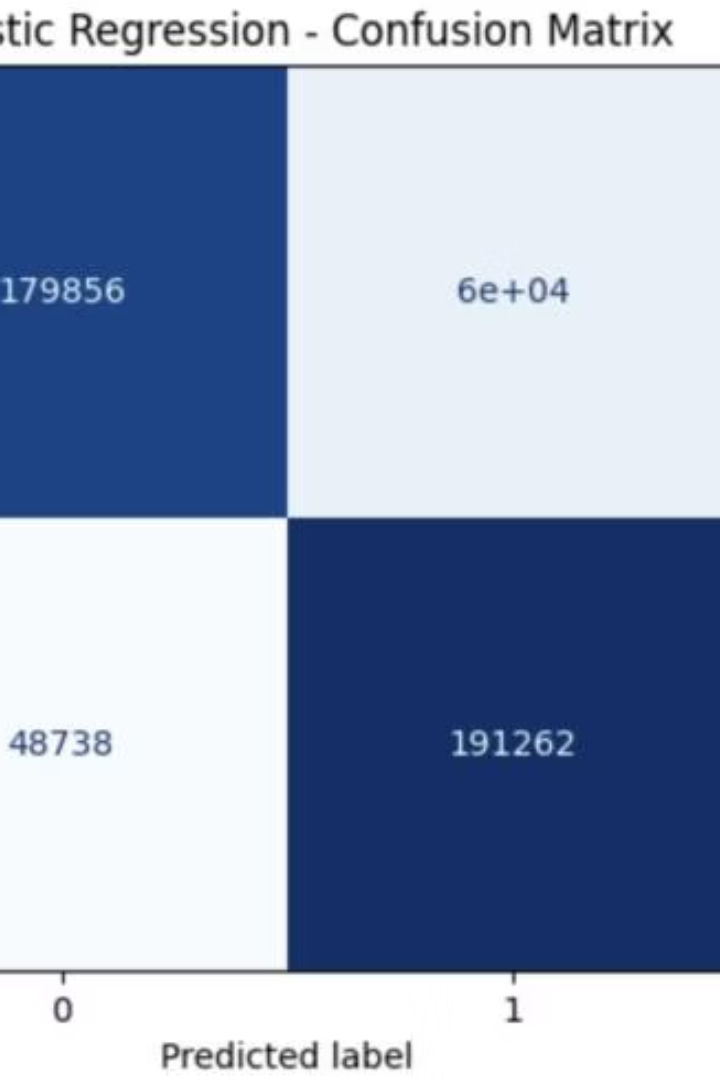 stic Regression - Confusion Matrix
179856 6e+04
48738 191262
0 1
Predicted label